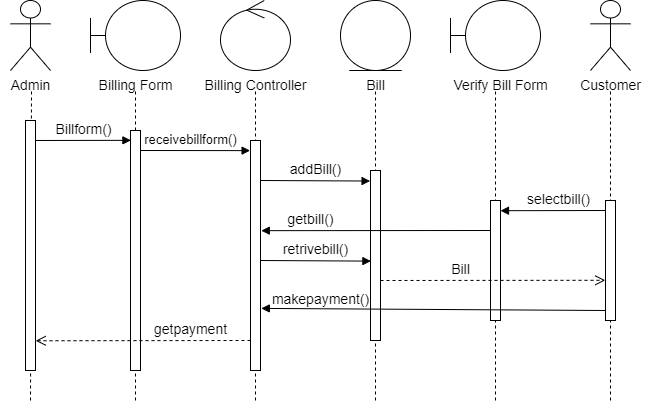 Admin
Billing Form
Billing Controller
Bill
Verify Bill Form
Customer
Billform()
receivebillform()
addBill()
selectbill()
getbill()
retrivebill()
Bill
makepayment()
getpayment